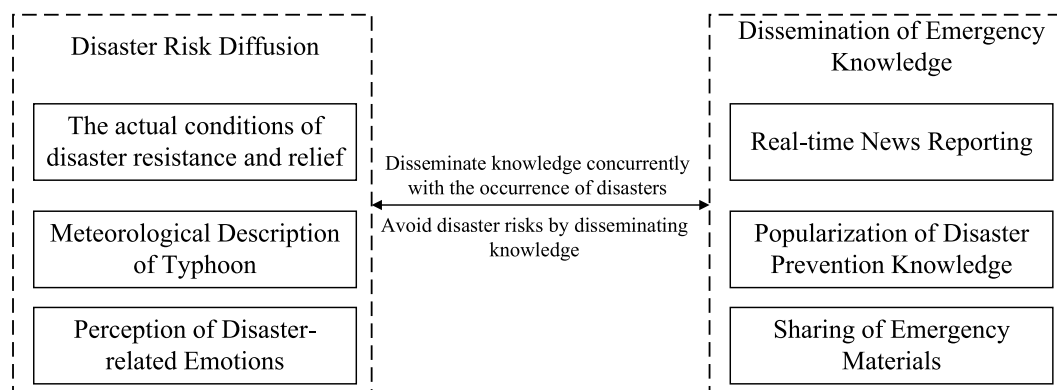 Disaster Risk Diffusion
The actual conditions of
disaster resistance and relief
Meteorological Description
of Typhoon
Perception of Disaster-
related Emotions
Disseminate knowledge concurrently
with the occurrence of disasters
Avoid disaster risks by disseminating
knowledge
Dissemination of Emergency
Knowledge
Real-time News Reporting
Popularization of Disaster
Prevention Knowledge
Sharing of Emergency
Materials